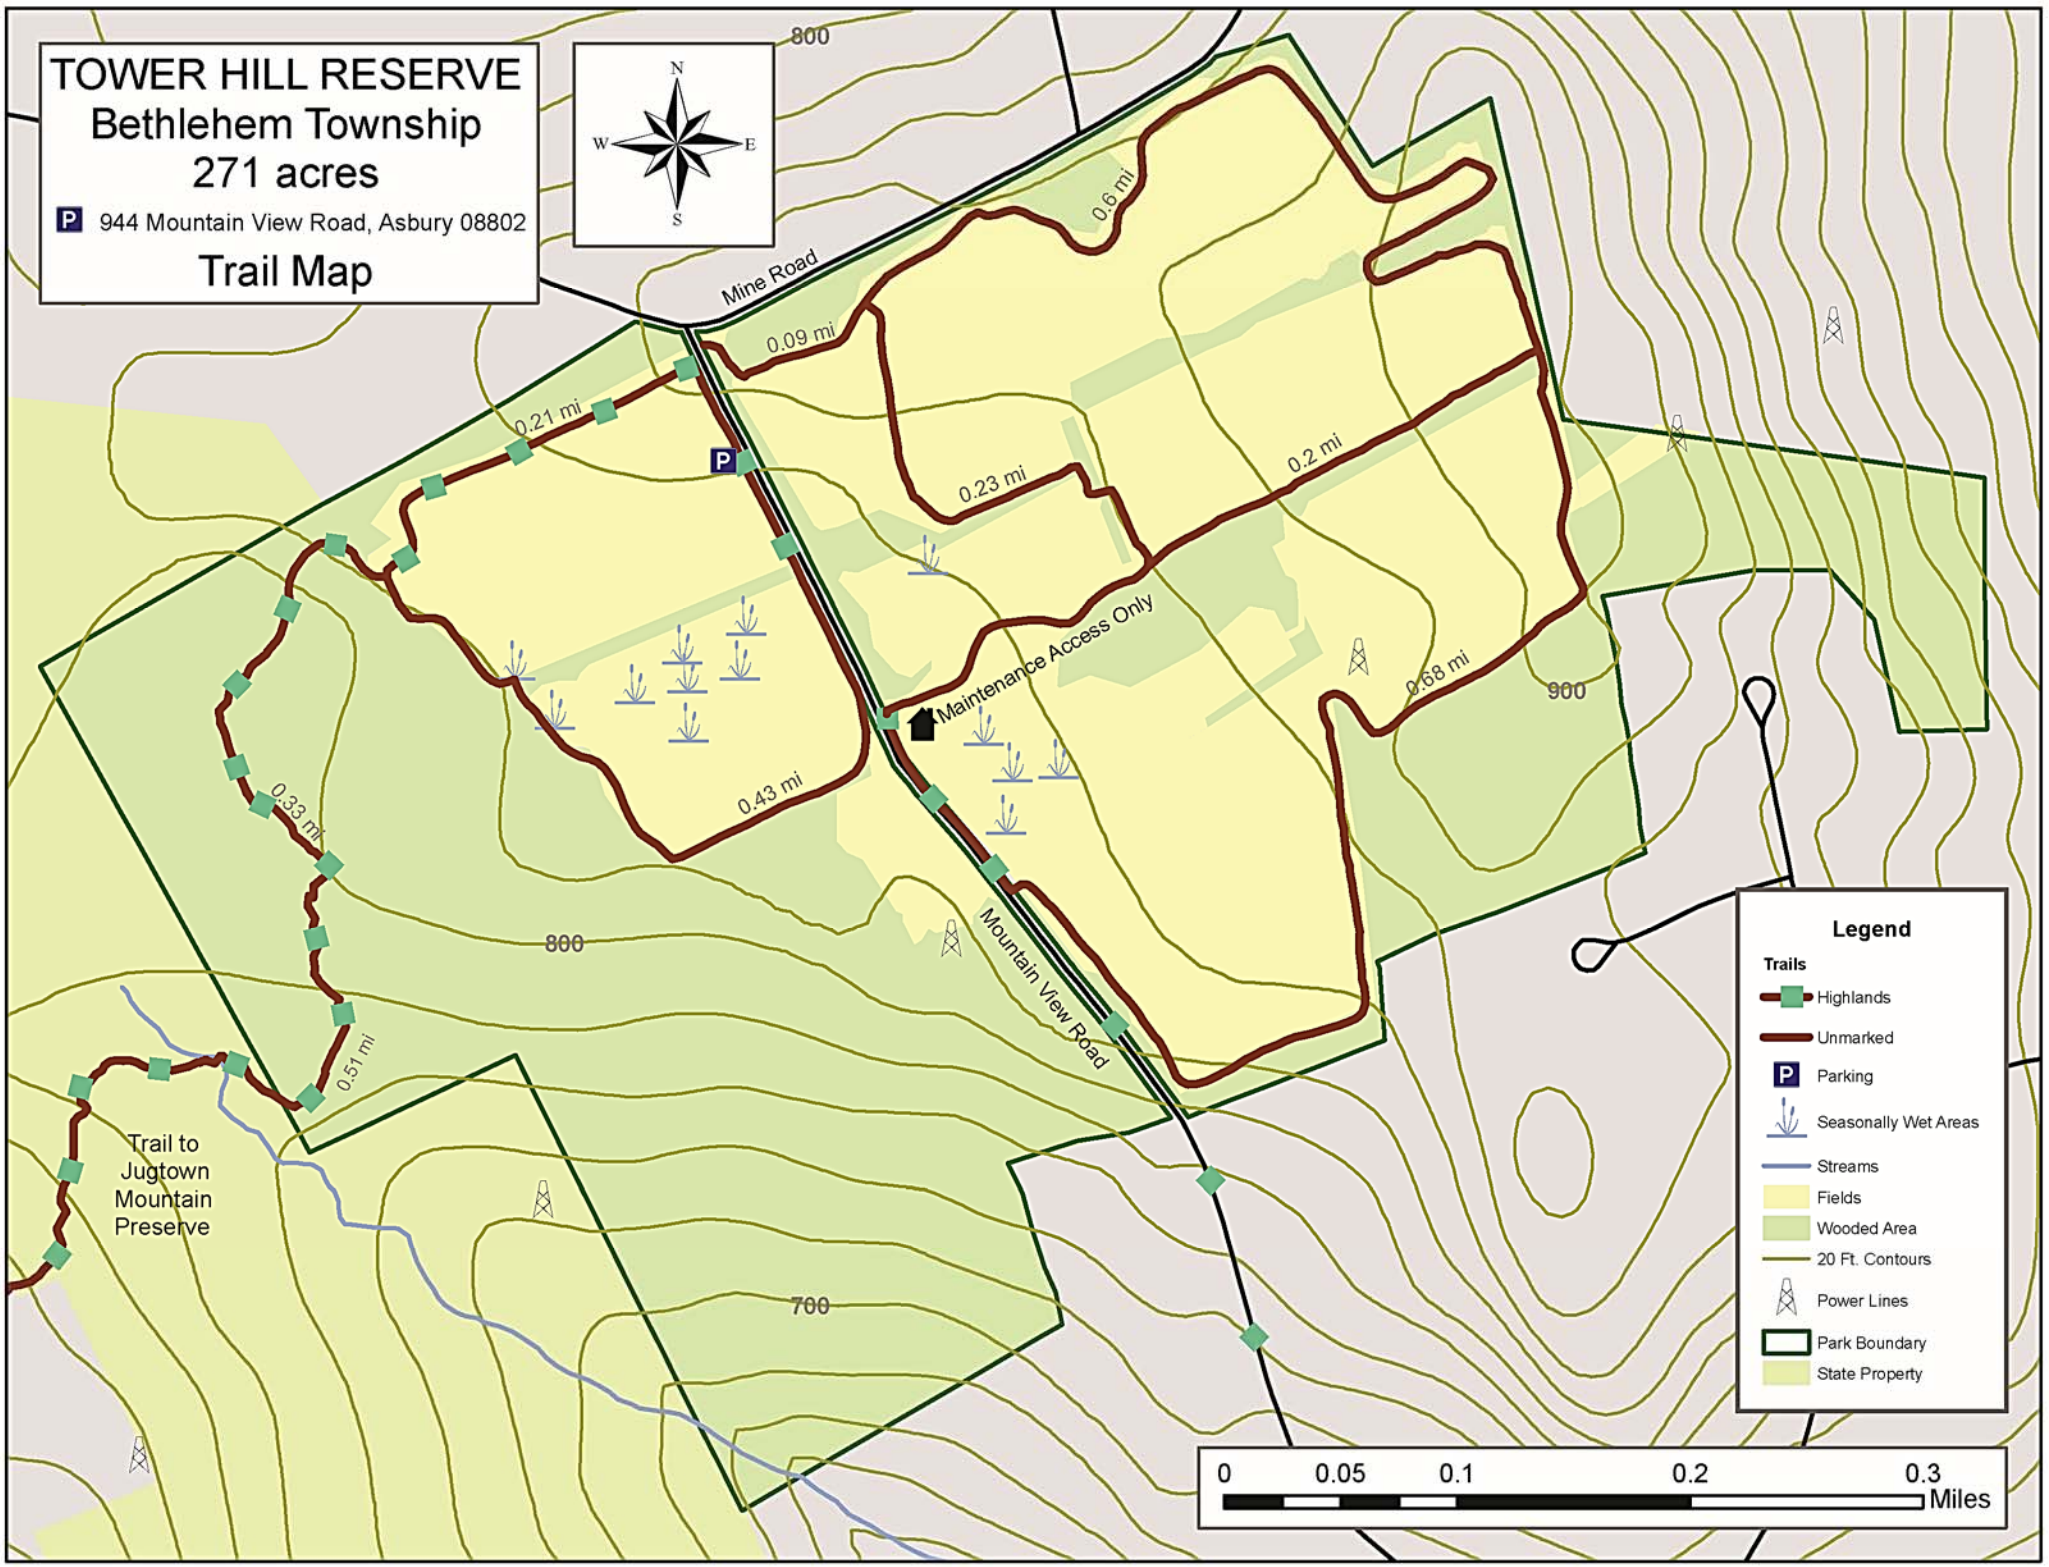 TOWER HILL RESERVE
Bethlehem Township
271 acres
P 944 Mountain View Road, Asbury 08802
Trail Map
N
W E
S
800
Mine Road
0.6 mi
0.09 mi
0.21 mi
P
0.23 mi
0.2 mi
Maintenance Access Only
0.68 mi
900
0.43 mi
0.33 mi
800
Mountain View Road
0.51 mi
Trail to
Jugtown
Mountain
Preserve
700
Legend
Trails
Highlands
Unmarked
P Parking
Seasonally Wet Areas
Streams
Fields
Wooded Area
20 Ft. Contours
Power Lines
Park Boundary
State Property
0 0.05 0.1 0.2 0.3
Miles